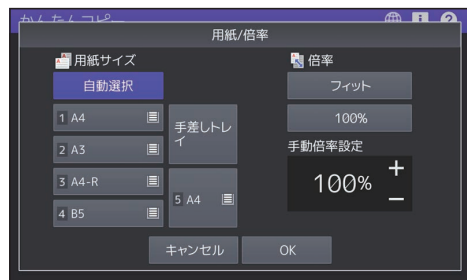 かんたんコピー
用紙/倍率
用紙サイズ
自動選択
1 A4
2 A3
3 A4-R
4 B5
手差しトレ
イ
5 A4
倍率
フィット
100%
手動倍率設定
100%
+
−
キャンセル
OK